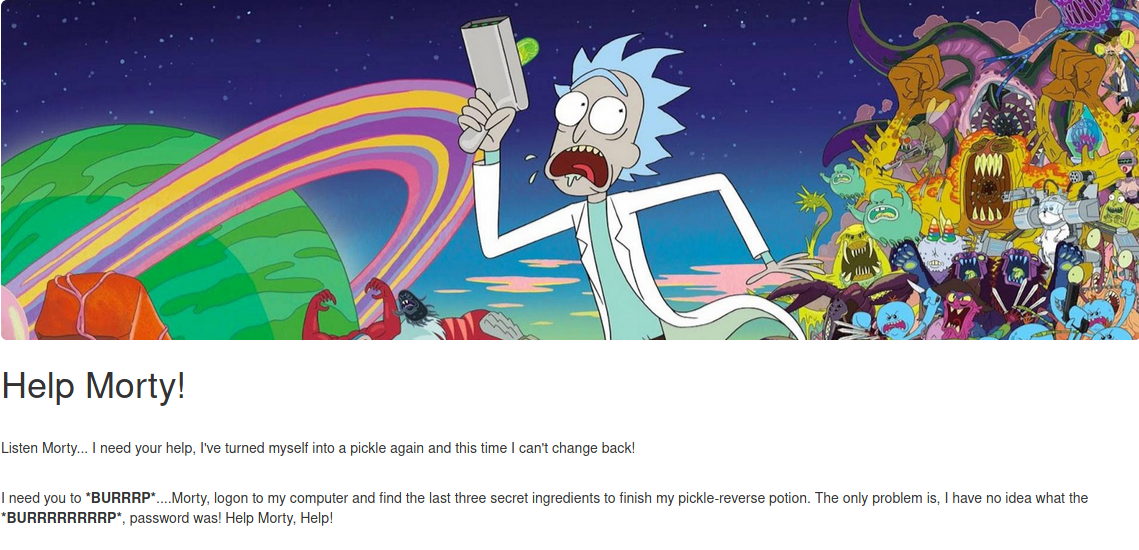 Help Morty!
Listen Morty... I need your help, I've turned myself into a pickle again and this time I can't change back!
I need you to *BURRRP*....Morty, logon to my computer and find the last three secret ingredients to finish my pickle-reverse potion. The only problem is, I have no idea what the
*BURRRRRRRRP*, password was! Help Morty, Help!